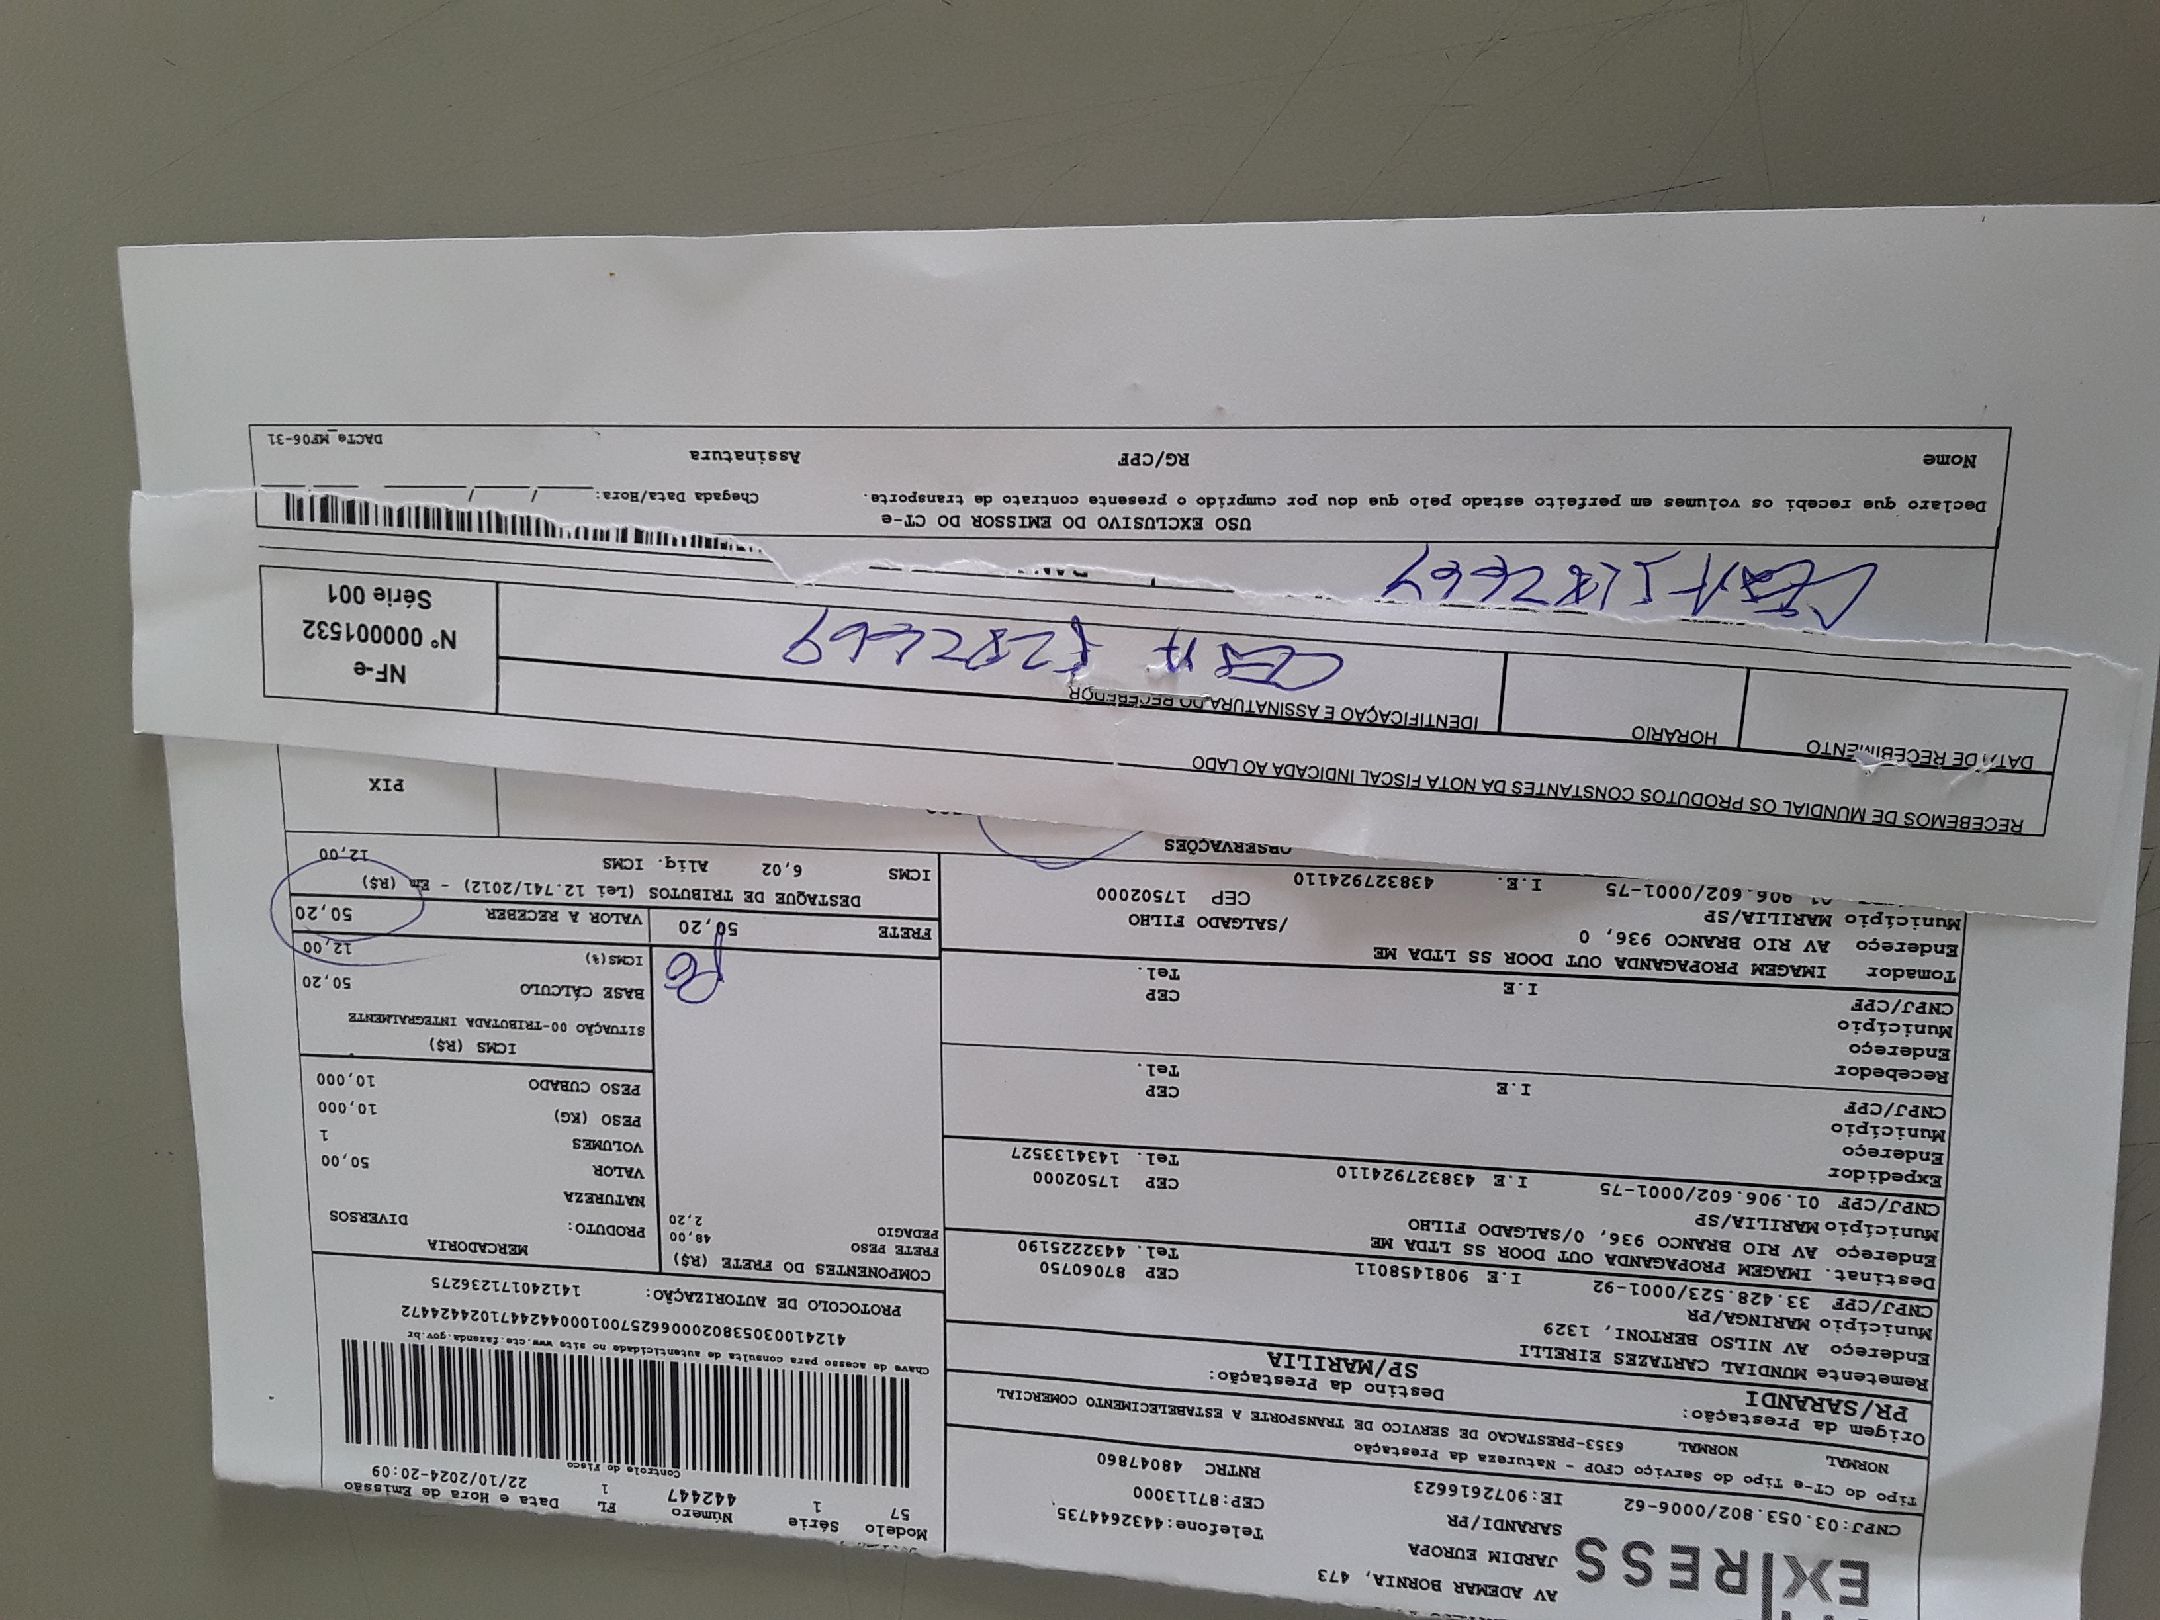 EXPRESS
AV ADEMAR BORNIA, 473
JARDIM EUROPA
SARANDI/PR
Telefone:4432644735
CEP:87113000
CNPJ:03.053.802/0006-62 IE:9072616623 RNTRC 48047860
Tipo do CT-e Tipo do Serviço CFOP - Natureza da Prestação
NORMAL NORMAL 6353-PRESTACAO DE SERVICO DE TRANSPORTE A ESTABELECIMENTO COMERCIAL
Origem da Prestação: Destino da Prestação:
PR/SARANDI SP/MARILIA
Remetente MUNDIAL CARTAZES EIRELLI
Endereço AV NILSO BERTONI, 1329
Município MARINGA/PR CEP 87060750
CNPJ/CPF 33.428.523/0001-92 I.E 9081458011 Tel. 4432225190
Destinat. IMAGEM PROPAGANDA OUT DOOR SS LTDA ME
Endereço AV RIO BRANCO 936, 0/SALGADO FILHO
Município MARILIA/SP CEP 17502000
CNPJ/CPF 01.906.602/0001-75 I.E 438327924110 Tel. 1434133527
Expedidor
Endereço
Município CEP
CNPJ/CPF I.E Tel.
Recebedor
Endereço
Município CEP
CNPJ/CPF I.E Tel.
Tomador IMAGEM PROPAGANDA OUT DOOR SS LTDA ME
Endereço AV RIO BRANCO 936, 0 /SALGADO FILHO
Município MARILIA/SP CEP 17502000
01.906.602/0001-75 I.E. 438327924110
Modelo Série Número FL Data e Hora de Emissão
57 1 442447 1 22/10/2024-20:09
Controle do Fisco
Chave de acesso para consulta de autenticidade no site www.cte.fazenda.gov.br
41241003053802000662570010004424471024424472
PROTOCOLO DE AUTORIZAÇÃO: 141240171236275
COMPONENTES DO FRETE (R$)
FRETE PESO 48,00
PEDAGIO 2,20
MERCADORIA
PRODUTO: DIVERSOS
NATUREZA
VALOR 50,00
VOLUMES 1
PESO (KG) 10,000
PESO CUBADO 10,000
ICMS (R$)
SITUAÇÃO 00-TRIBUTADA INTEGRALMENTE
BASE CÁLCULO 50,20
ICMS(%) 12,00
FRETE 50,20 VALOR A RECEBER 50,20
DESTAQUE DE TRIBUTOS (Lei 12.741/2012) - Em (R$)
ICMS 6,02 Aliq. ICMS 12,00
OBSERVAÇÕES
PIX
RECEBEMOS DE MUNDIAL OS PRODUTOS CONSTANTES DA NOTA FISCAL INDICADA AO LADO
DATA DE RECEBIMENTO HORÁRIO IDENTIFICAÇÃO E ASSINATURA DO RECEBEDOR
NF-e
Nº 000001532
Série 001
USO EXCLUSIVO DO EMISSOR DO CT-e
Declaro que recebi os volumes em perfeito estado pelo que dou por cumprido o presente contrato de transporte. Chegada Data/Hora: / /
Nome RG/CPF Assinatura
DACTe_MF06-31